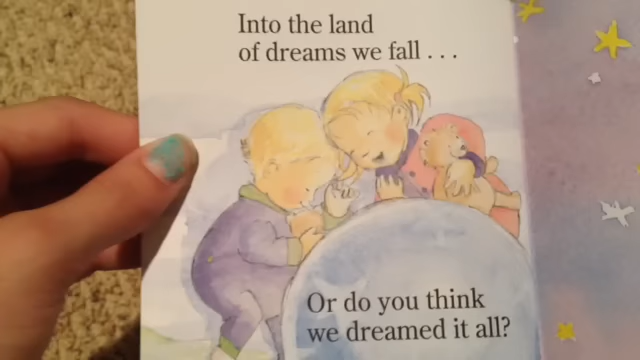 Into the land
of dreams we fall . . .
Or do you think
we dreamed it all?